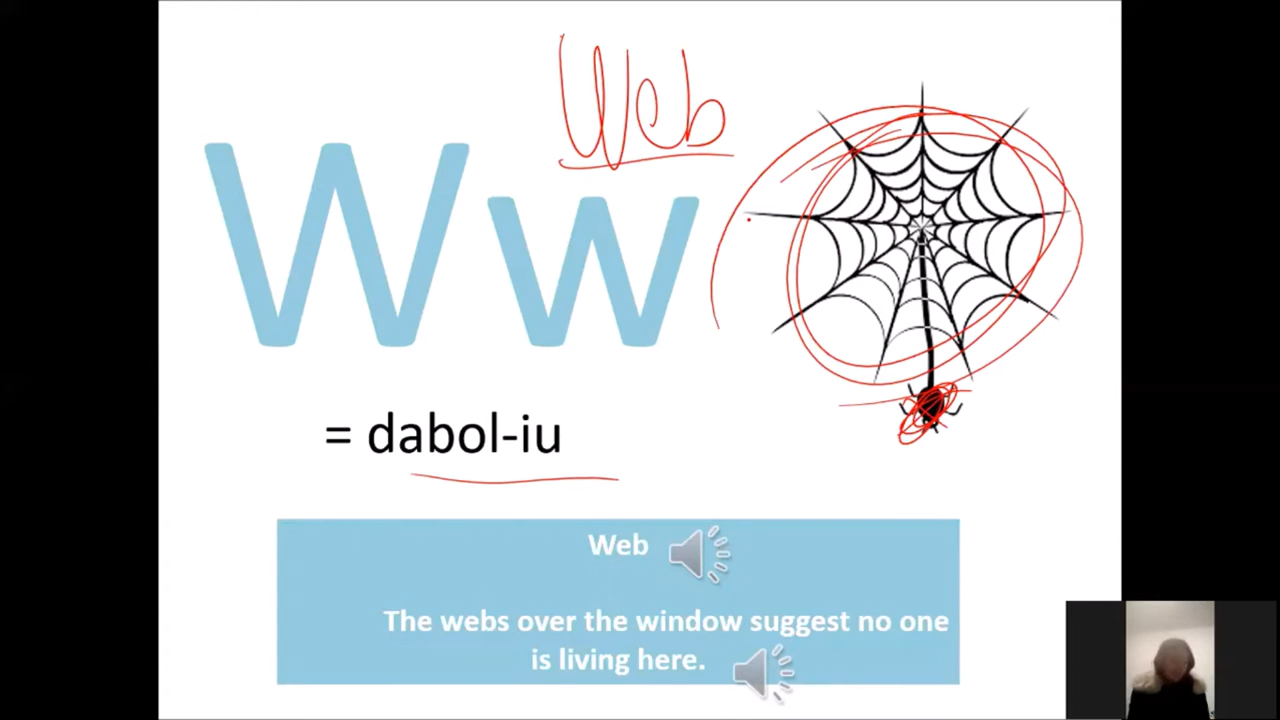 Web
Ww
= dabol-iu
Web
The webs over the window suggest no one
is living here.